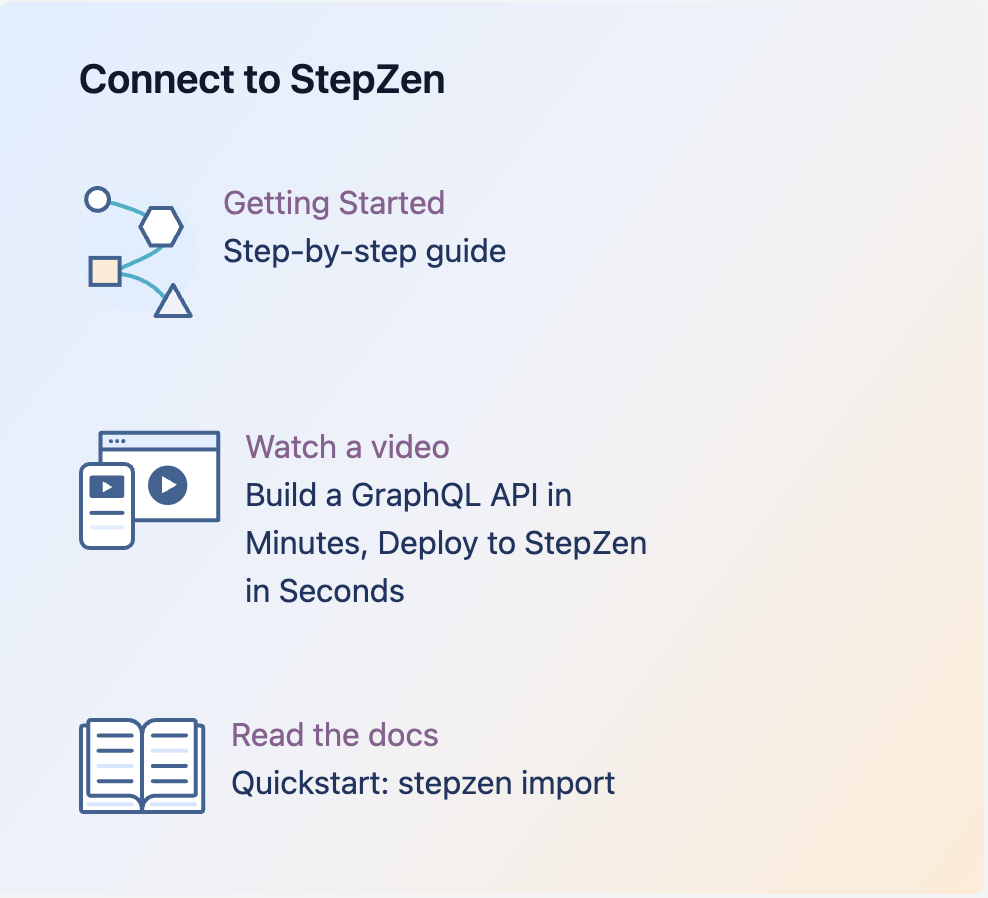 Connect to StepZen
Getting Started
Step-by-step guide
Watch a video
Build a GraphQL API in
Minutes, Deploy to StepZen
in Seconds
Read the docs
Quickstart: stepzen import